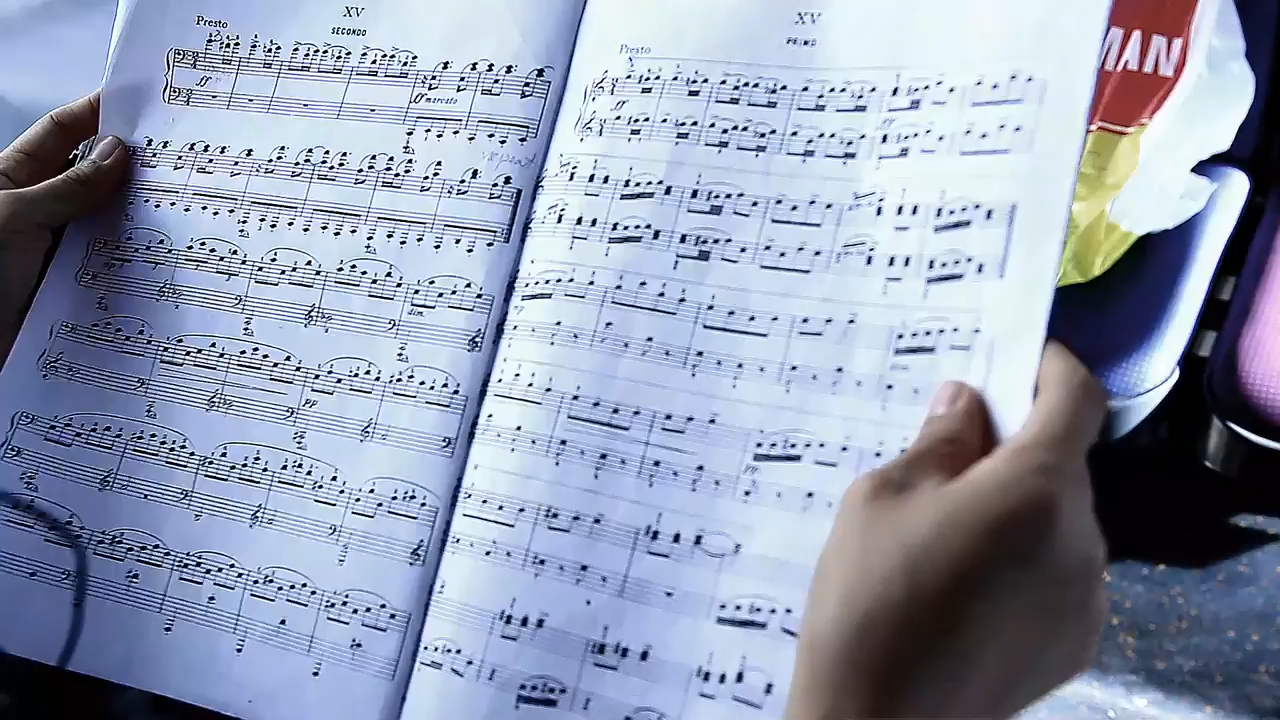 XV
SECONDO
Presto
ff
ff marcato
dim.
pp
XV
PRIMO
Presto
ff
pp
MAN